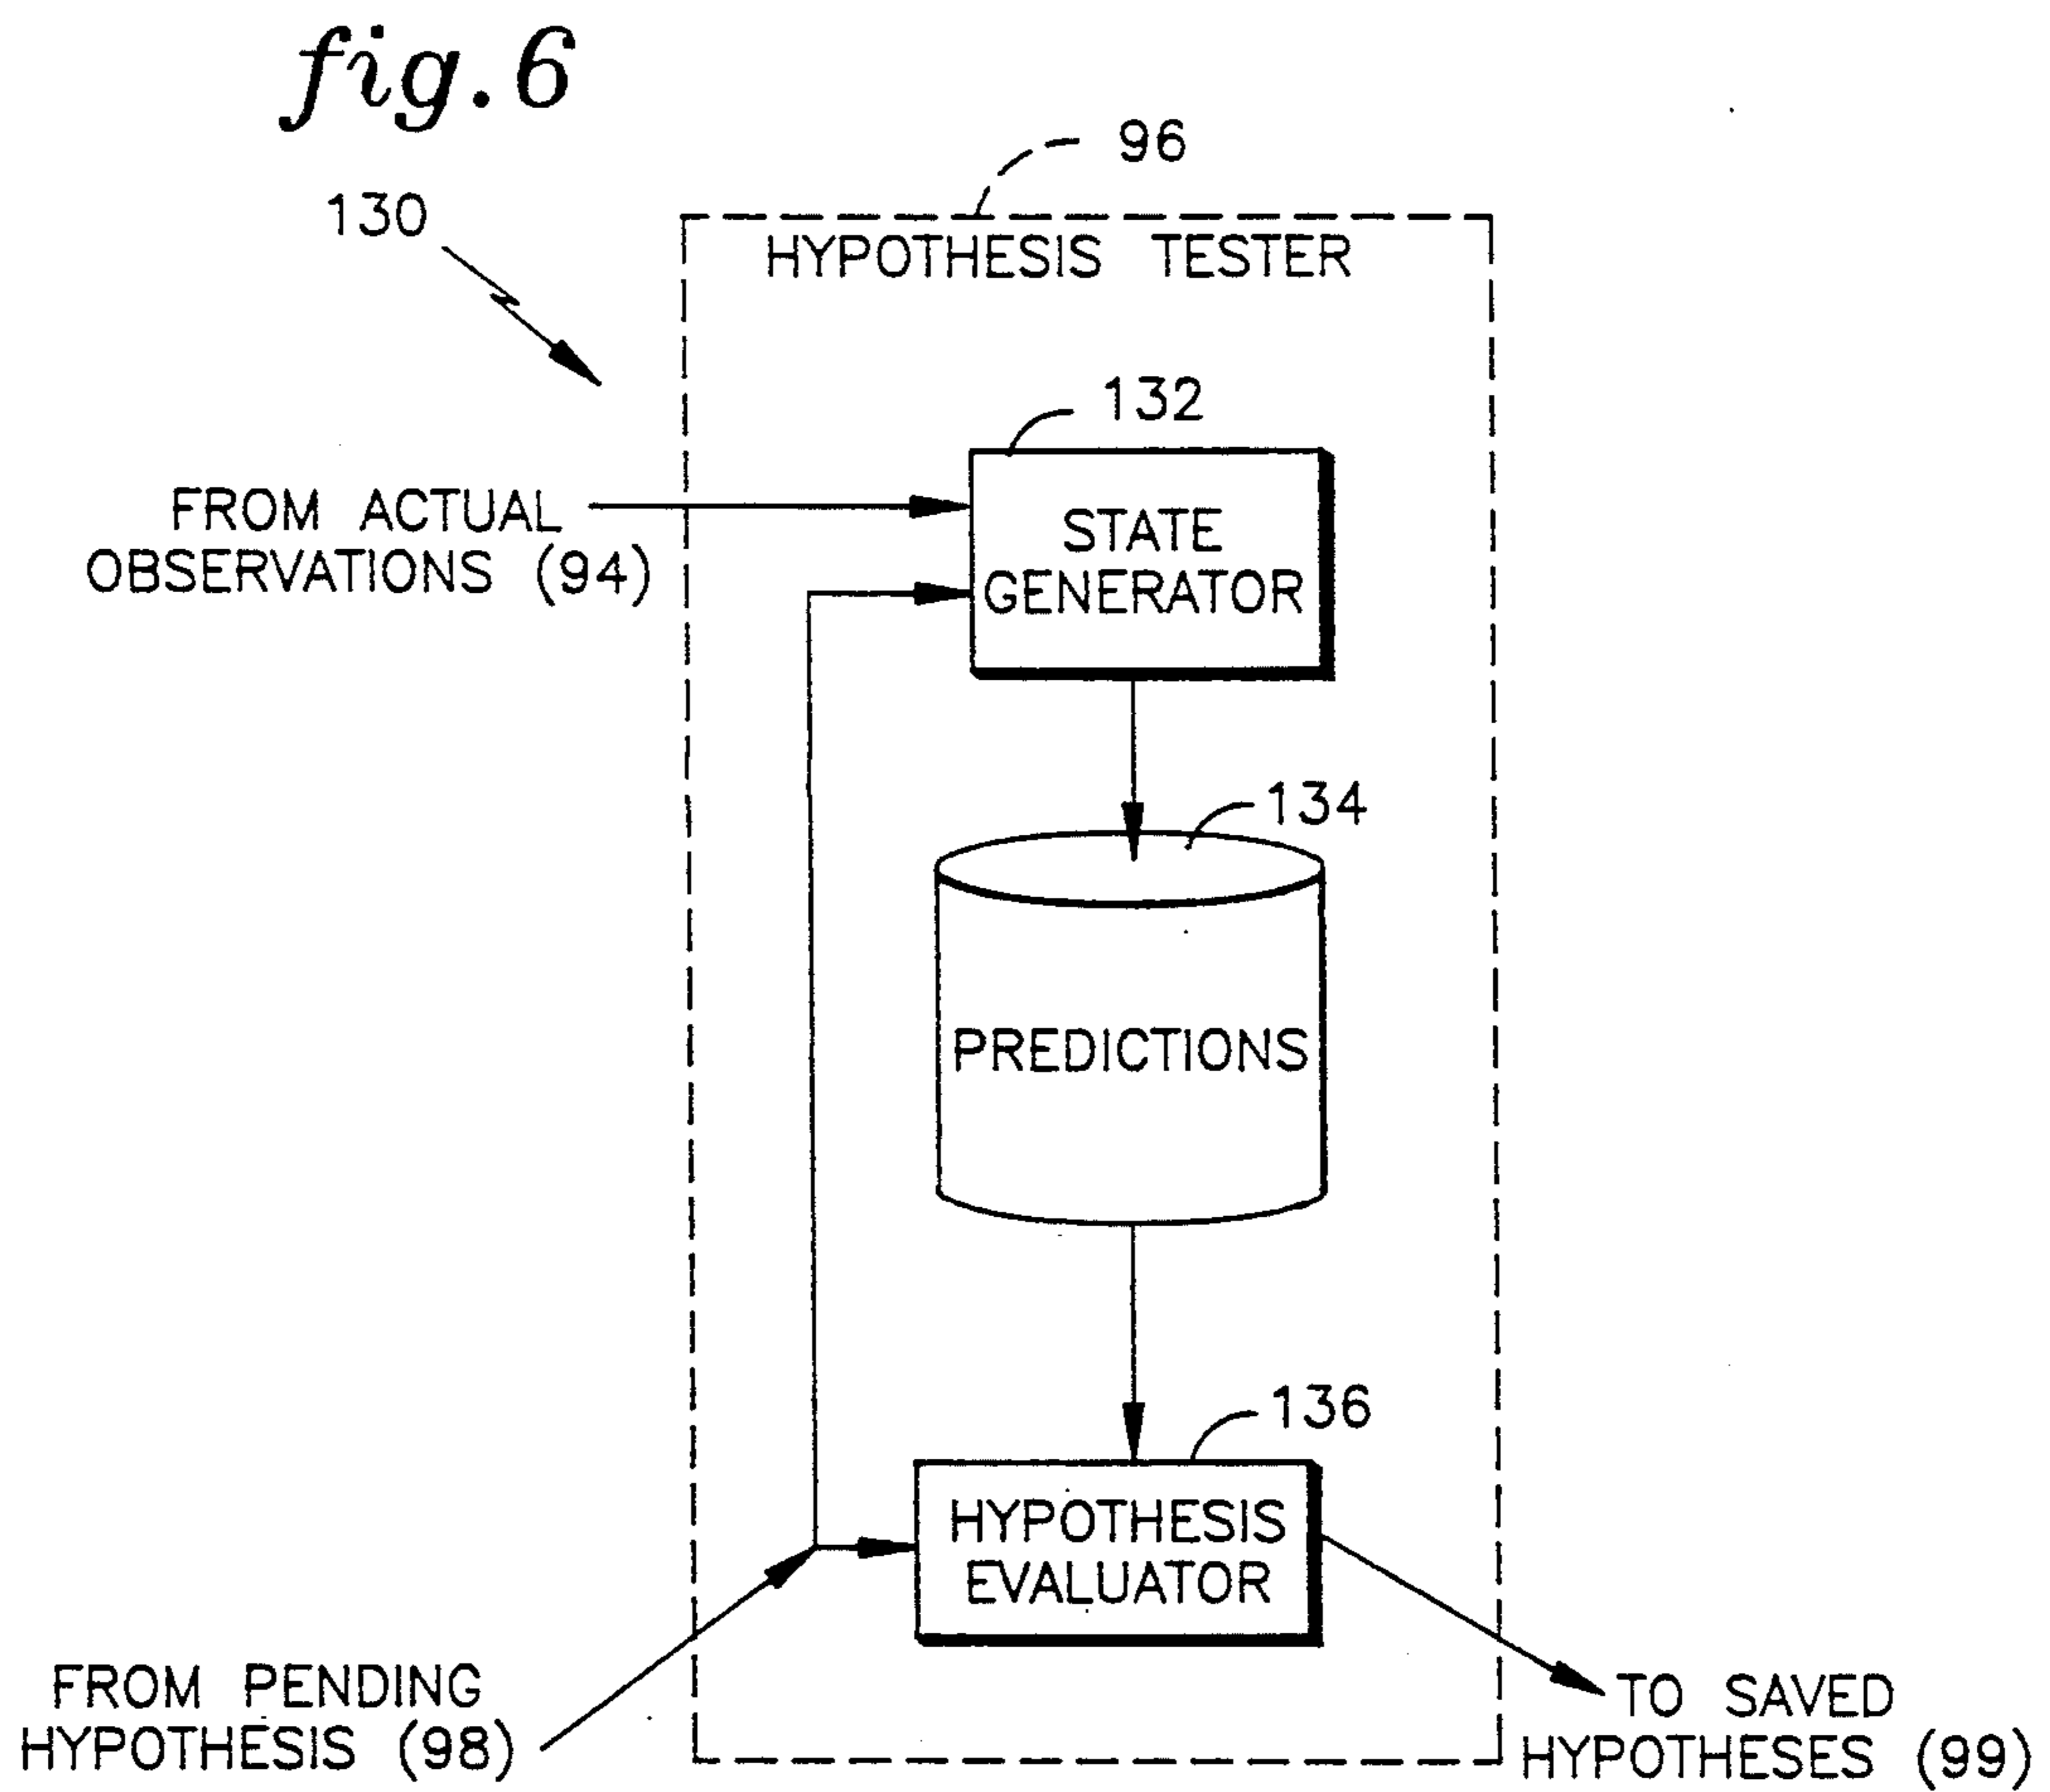 fig. 6
96
130
HYPOTHESIS TESTER
132
FROM ACTUAL
OBSERVATIONS (94)
STATE
GENERATOR
134
PREDICTIONS
136
HYPOTHESIS
EVALUATOR
FROM PENDING
HYPOTHESIS (98)
TO SAVED
HYPOTHESES (99)